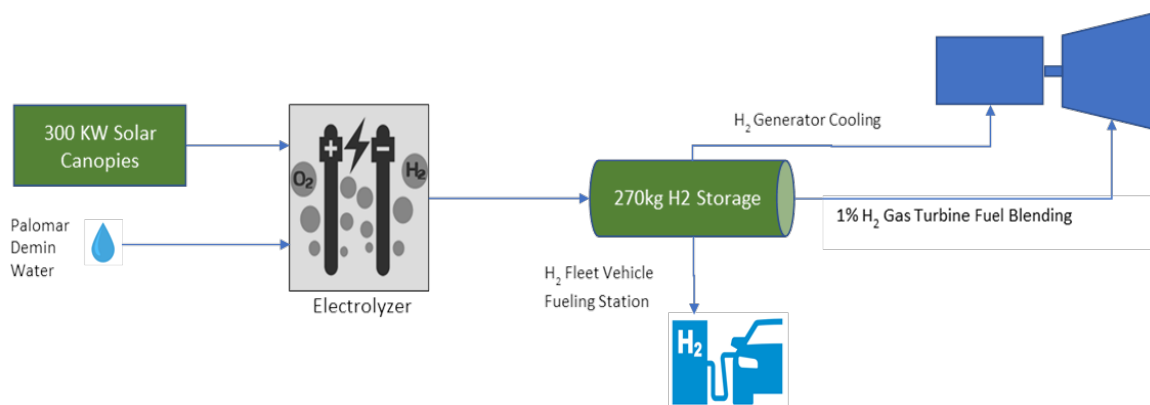 300 KW Solar
Canopies
Palomar
Demin
Water
+
−
O₂
H₂
Electrolyzer
270kg H2 Storage
H₂ Generator Cooling
1% H₂ Gas Turbine Fuel Blending
H₂ Fleet Vehicle
Fueling Station
H₂